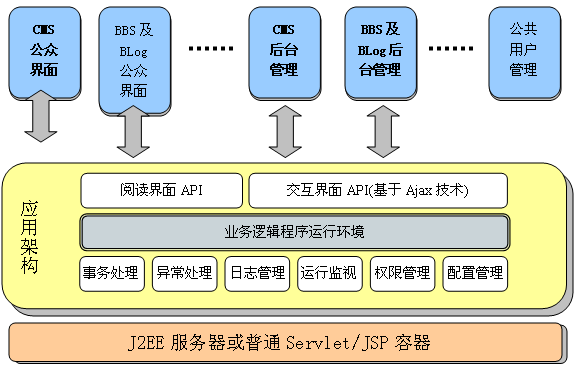 CMS
公众
界面
BBS 及
BLog
公众
界面
CMS
后台
管理
BBS 及
BLog 后
台管理
公共
用户
管理
应用架构
阅读界面 API
交互界面 API(基于 Ajax 技术)
业务逻辑程序运行环境
事务处理
异常处理
日志管理
运行监视
权限管理
配置管理
J2EE 服务器或普通 Servlet/JSP 容器